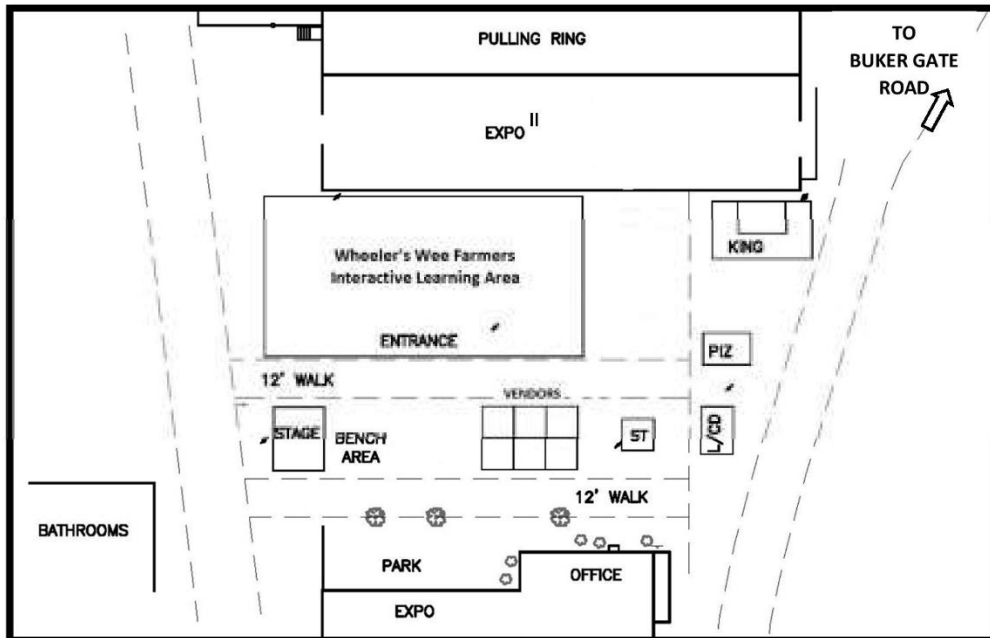 PULLING RING
TO
BUKER GATE
ROAD
EXPO II
KING
Wheeler's Wee Farmers
Interactive Learning Area
ENTRANCE
PIZ
12' WALK
VENDORS
STAGE
BENCH
AREA
ST
L/CD
12' WALK
BATHROOMS
PARK
OFFICE
EXPO